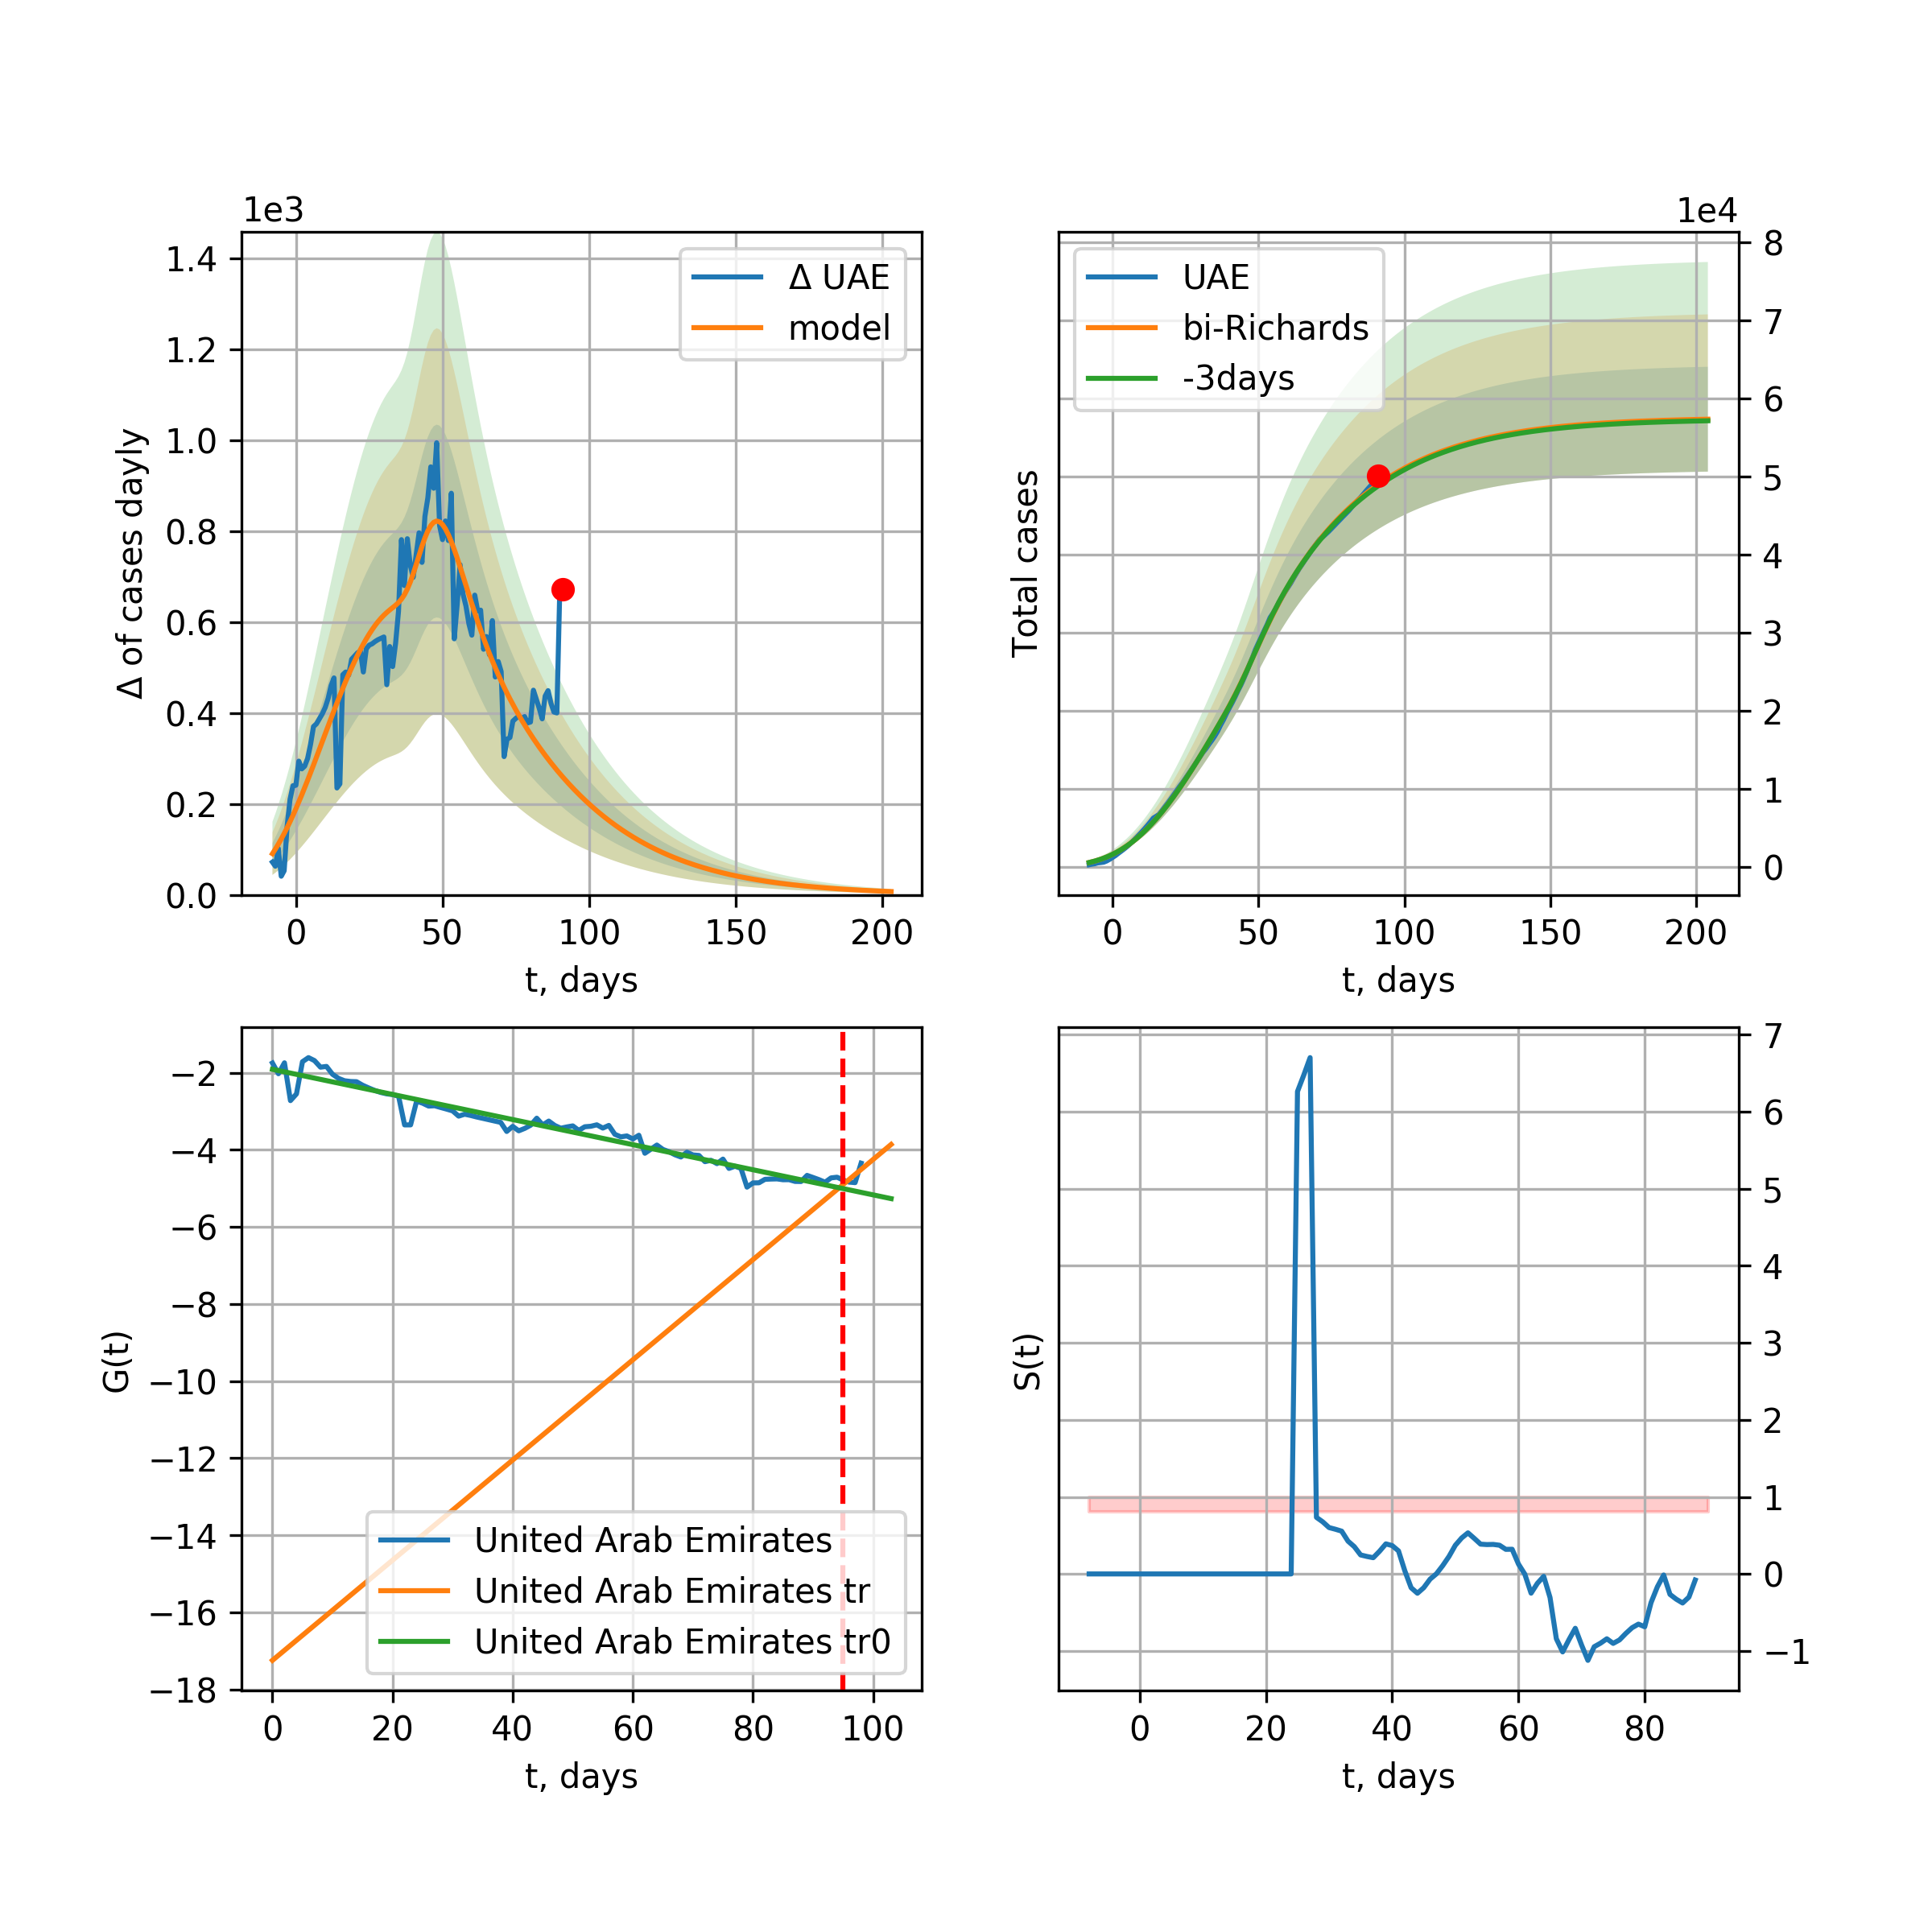 1e3
Δ of cases dayly
1.4
1.2
1.0
0.8
0.6
0.4
0.2
0.0
Δ UAE
model
0 50 100 150 200
t, days
1e4
Total cases
UAE
bi-Richards
-3days
8
7
6
5
4
3
2
1
0
0 50 100 150 200
t, days
G(t)
−2
−4
−6
−8
−10
−12
−14
−16
−18
United Arab Emirates
United Arab Emirates tr
United Arab Emirates tr0
0 20 40 60 80 100
t, days
S(t)
7
6
5
4
3
2
1
0
−1
0 20 40 60 80
t, days